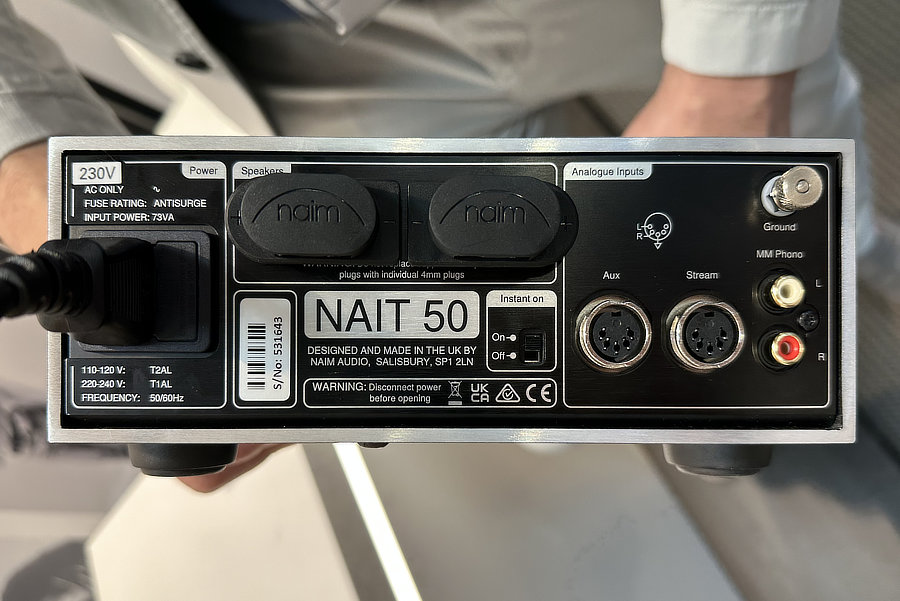 230V
Power
AC ONLY ~
FUSE RATING: ANTISURGE
INPUT POWER: 73VA
110-120 V: T2AL
220-240 V: T1AL
FREQUENCY: 50/60Hz
Speakers
naim
naim
WARNING:
plugs with individual 4mm plugs
S/No: 531643
NAIT 50
DESIGNED AND MADE IN THE UK BY
NAIM AUDIO, SALISBURY, SP1 2LN
Instant on
On
Off
WARNING: Disconnect power
before opening
UK
CA
CE
Analogue Inputs
L
R
Ground
MM Phono
Aux
Stream
L
R